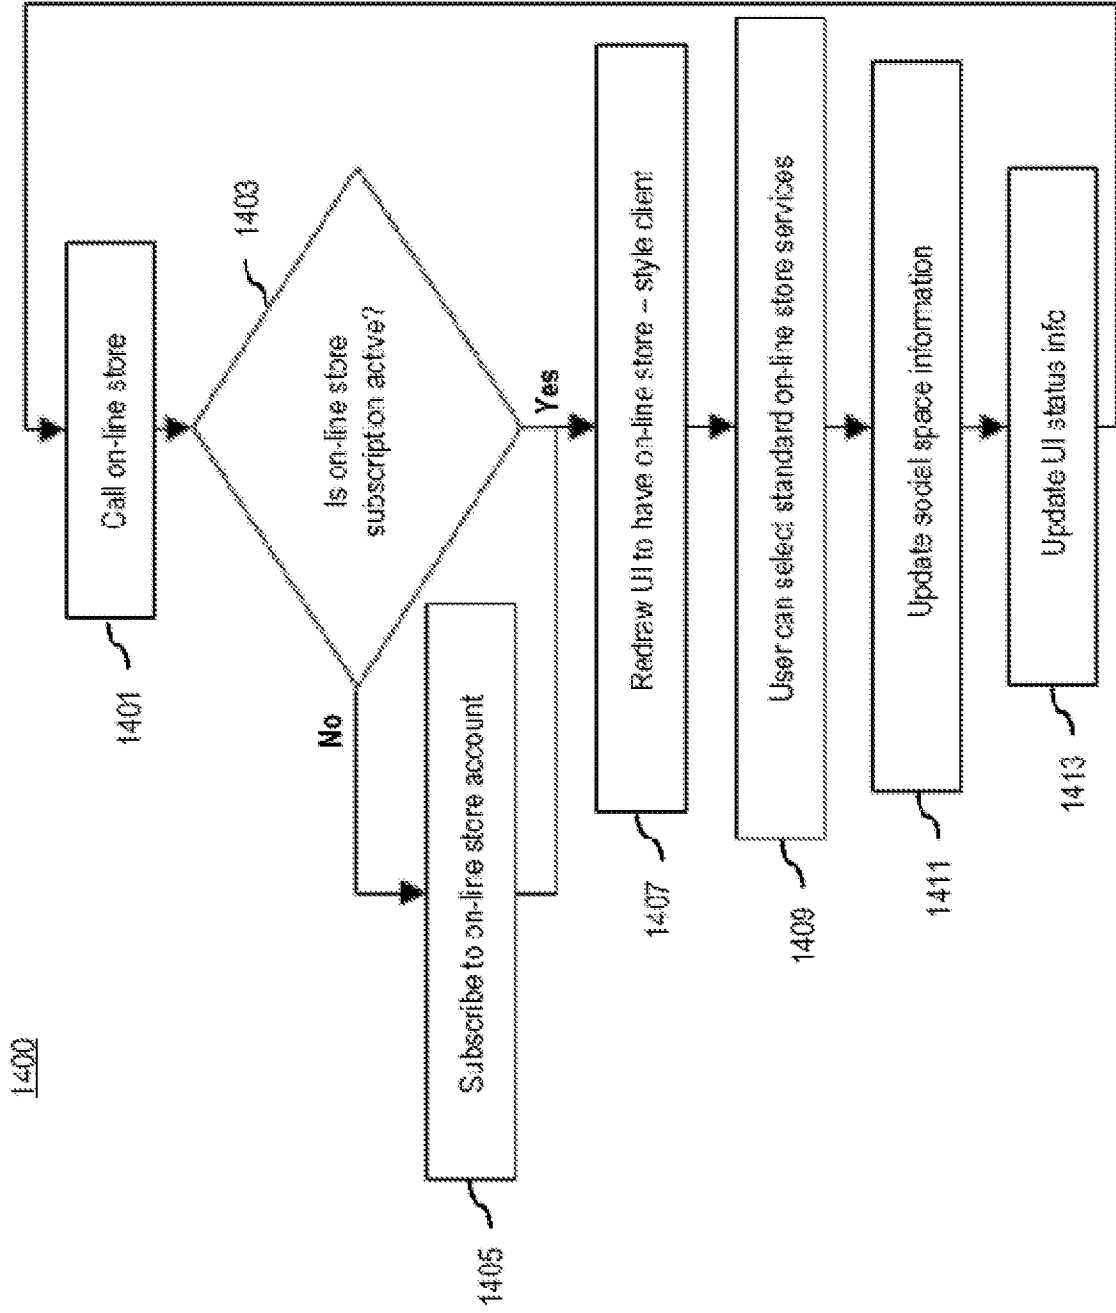 1400
Call on-line store
1401
Is on-line store
subscription active?
1403
No
Yes
Subscribe to on-line store account
1405
Redraw UI to have on-line store – style client
1407
User can select standard on-line store services
1409
Update social space information
1411
Update UI status info
1413